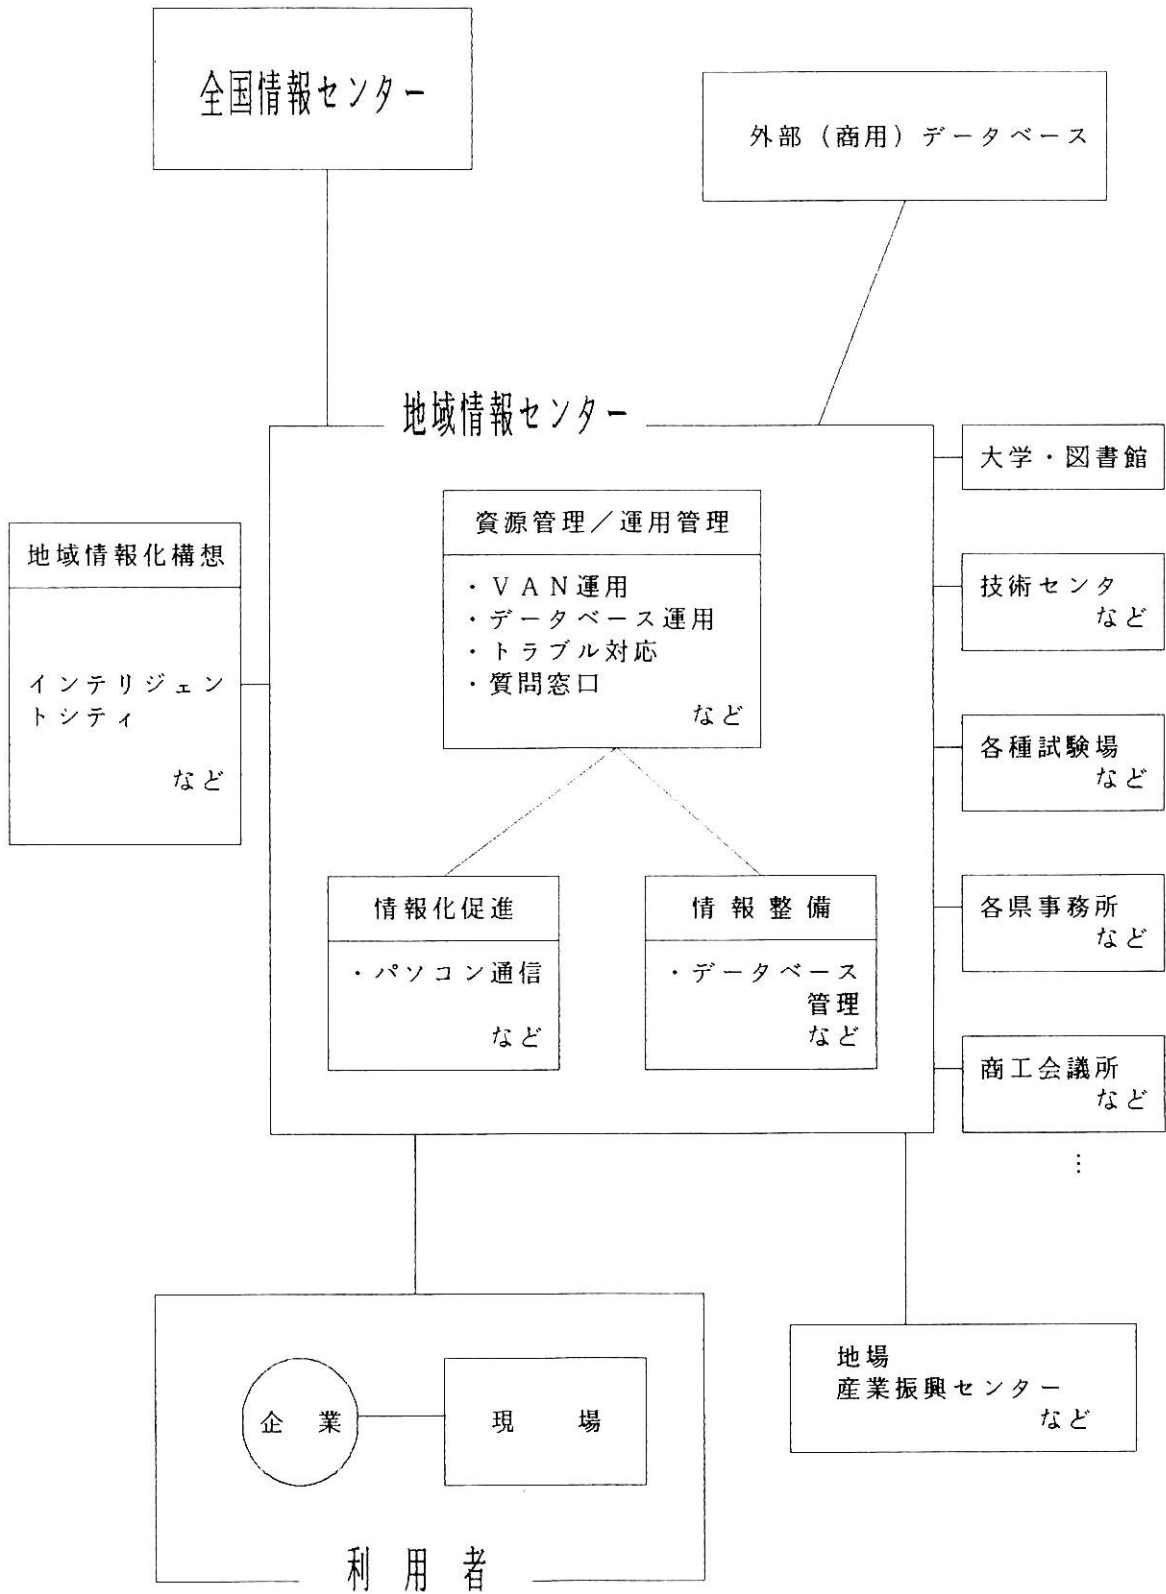 全国情報センター
外部（商用）データベース
地域情報センター
大学・図書館
資源管理／運用管理
・ＶＡＮ運用
・データベース運用
・トラブル対応
・質問窓口
など
地域情報化構想
インテリジェン
トシティ
など
技術センタ
など
各種試験場
など
情報化促進
・パソコン通信
など
情報整備
・データベース
管理
など
各県事務所
など
商工会議所
など
⋮
企業
現場
利用者
地場
産業振興センター
など